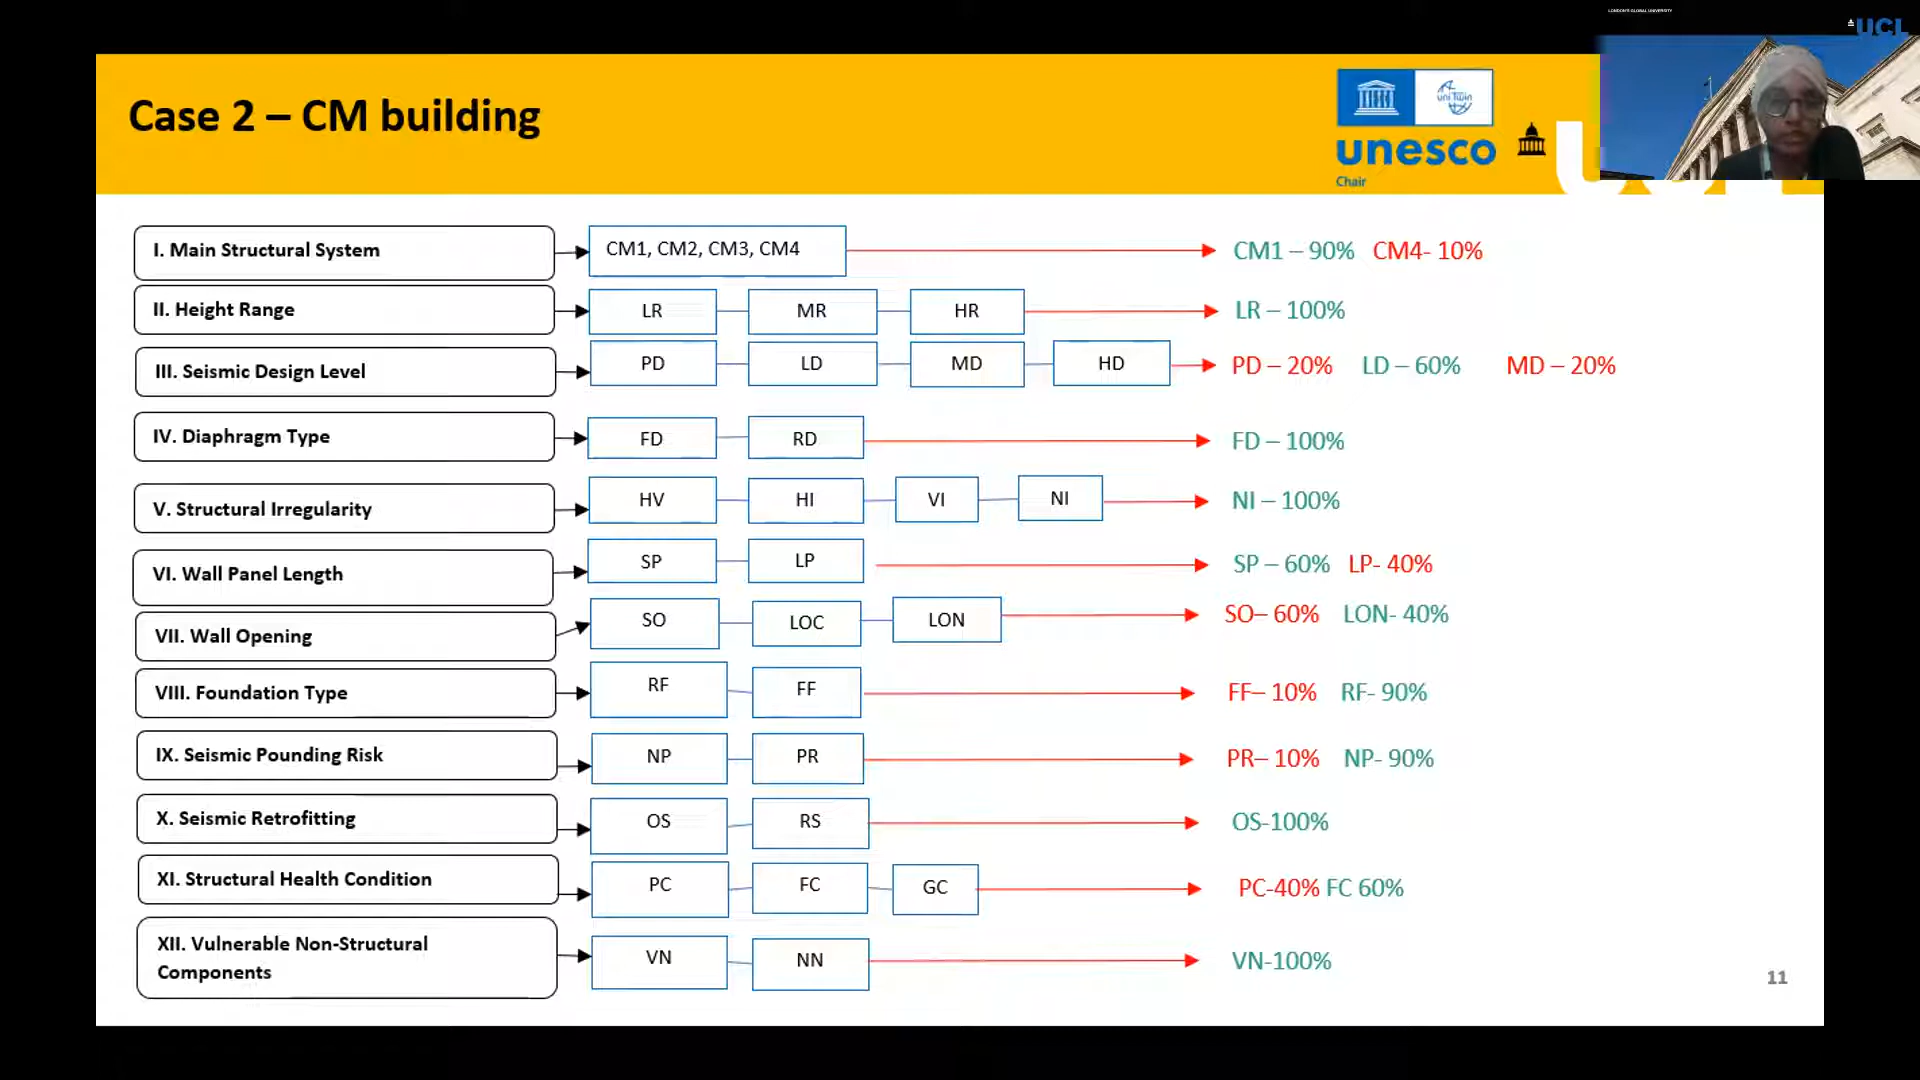 LONDON'S GLOBAL UNIVERSITY
UCL
Case 2 – CM building
uni Twin
unesco
Chair
I. Main Structural System
CM1, CM2, CM3, CM4
CM1 – 90% CM4- 10%
II. Height Range
LR MR HR
LR – 100%
III. Seismic Design Level
PD LD MD HD
PD – 20% LD – 60% MD – 20%
IV. Diaphragm Type
FD RD
FD – 100%
V. Structural Irregularity
HV HI VI NI
NI – 100%
VI. Wall Panel Length
SP LP
SP – 60% LP- 40%
VII. Wall Opening
SO LOC LON
SO– 60% LON- 40%
VIII. Foundation Type
RF FF
FF– 10% RF- 90%
IX. Seismic Pounding Risk
NP PR
PR– 10% NP- 90%
X. Seismic Retrofitting
OS RS
OS-100%
XI. Structural Health Condition
PC FC GC
PC-40% FC 60%
XII. Vulnerable Non-Structural
Components
VN NN
VN-100%
11